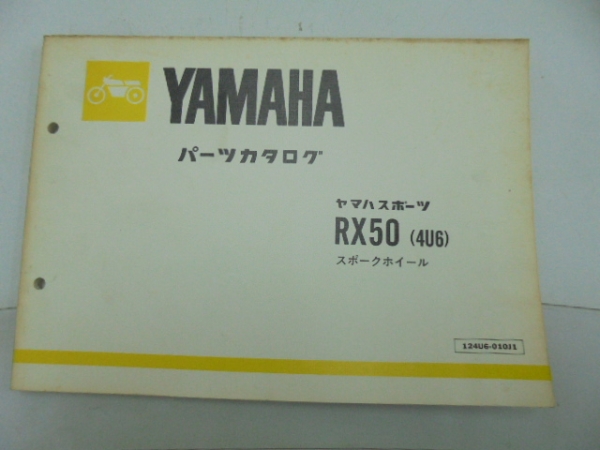 YAMAHA
パーツカタログ
ヤマハスポーツ
RX50 (4U6)
スポークホイール
124U6-010J1